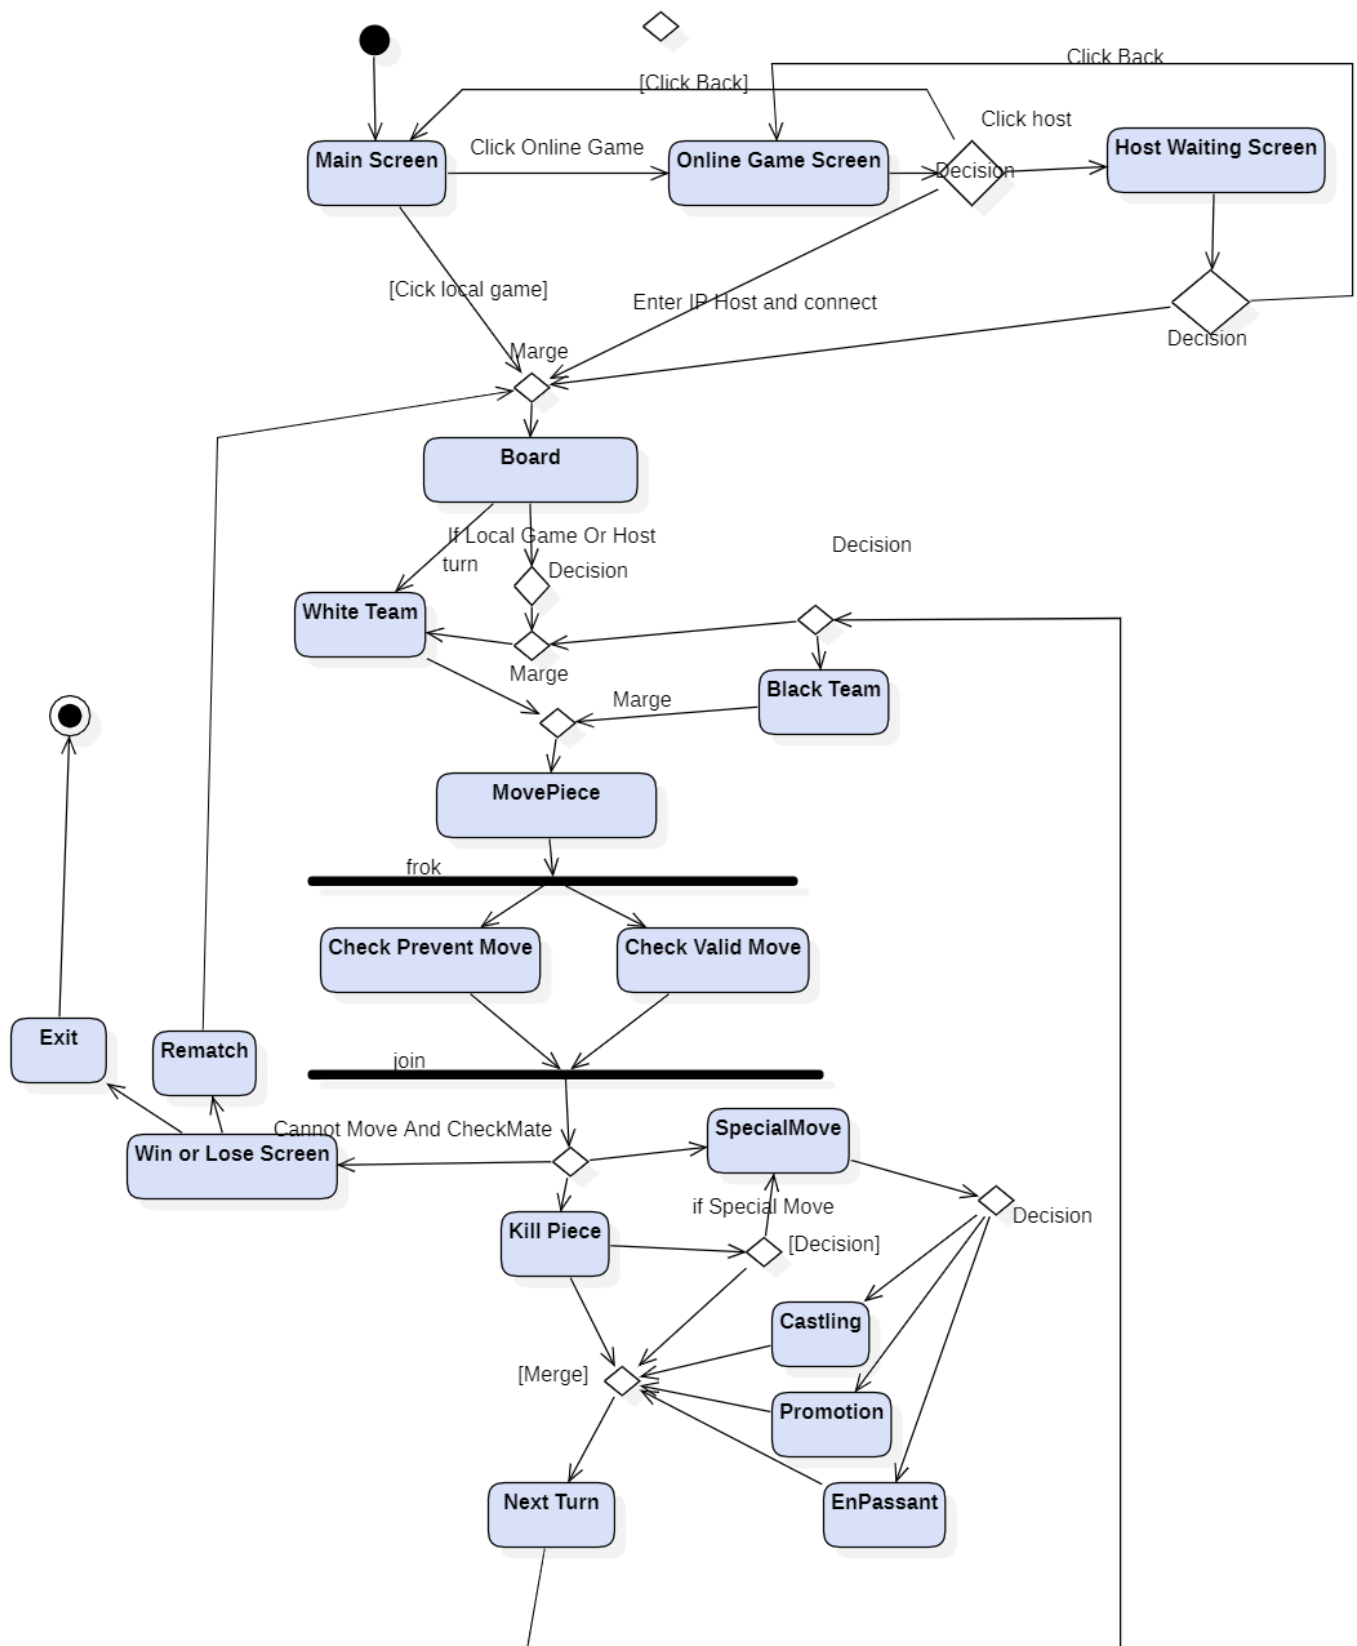 Click Back
[Click Back]
Click host
Click Online Game
Main Screen
Online Game Screen
Decision
Host Waiting Screen
[Cick local game]
Enter IP Host and connect
Decision
Marge
Board
If Local Game Or Host
turn
Decision
Decision
White Team
Marge
Black Team
Marge
MovePiece
frok
Check Prevent Move
Check Valid Move
Exit
Rematch
join
Cannot Move And CheckMate
SpecialMove
Win or Lose Screen
if Special Move
Decision
Kill Piece
[Decision]
Castling
[Merge]
Promotion
Next Turn
EnPassant